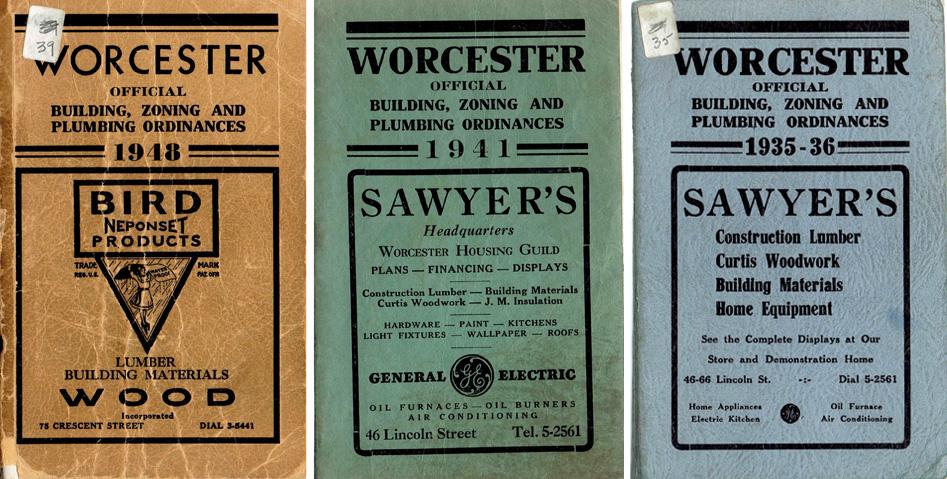 39
WORCESTER
OFFICIAL
BUILDING, ZONING AND
PLUMBING ORDINANCES
1948
BIRD
NEPONSET
PRODUCTS
TRADE MARK
REG. U.S. PAT. OFF.
WATER PROOF
LUMBER
BUILDING MATERIALS
WOOD
Incorporated
75 CRESCENT STREET DIAL 3-5441
WORCESTER
OFFICIAL
BUILDING, ZONING AND
PLUMBING ORDINANCES
1941
SAWYER'S
Headquarters
WORCESTER HOUSING GUILD
PLANS — FINANCING — DISPLAYS
Construction Lumber — Building Materials
Curtis Woodwork — J. M. Insulation
HARDWARE — PAINT — KITCHENS
LIGHT FIXTURES — WALLPAPER — ROOFS
GENERAL GE ELECTRIC
OIL FURNACES — OIL BURNERS
AIR CONDITIONING
46 Lincoln Street Tel. 5-2561
35
WORCESTER
OFFICIAL
BUILDING, ZONING AND
PLUMBING ORDINANCES
1935-36
SAWYER'S
Construction Lumber
Curtis Woodwork
Building Materials
Home Equipment
See the Complete Displays at Our
Store and Demonstration Home
46-66 Lincoln St. -:- Dial 5-2561
Home Appliances Oil Furnace
Electric Kitchen GE Air Conditioning